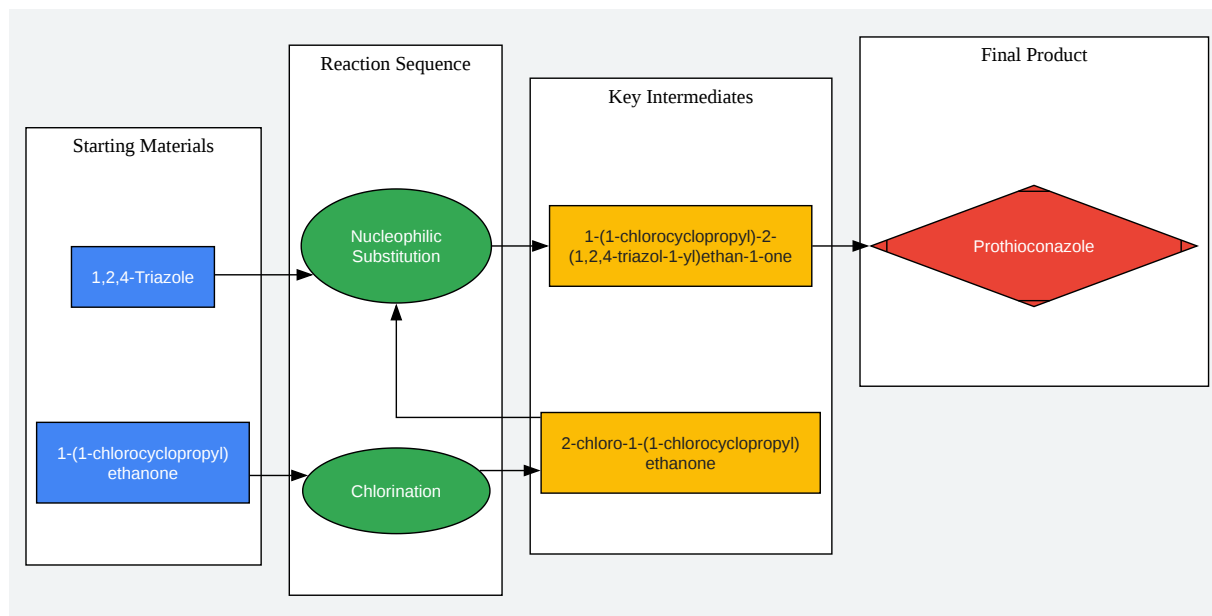 Starting Materials
1,2,4-Triazole
1-(1-chlorocyclopropyl)
ethanone
Reaction Sequence
Nucleophilic
Substitution
Chlorination
Key Intermediates
1-(1-chlorocyclopropyl)-2-
(1,2,4-triazol-1-yl)ethan-1-one
2-chloro-1-(1-chlorocyclopropyl)
ethanone
Final Product
Prothioconazole